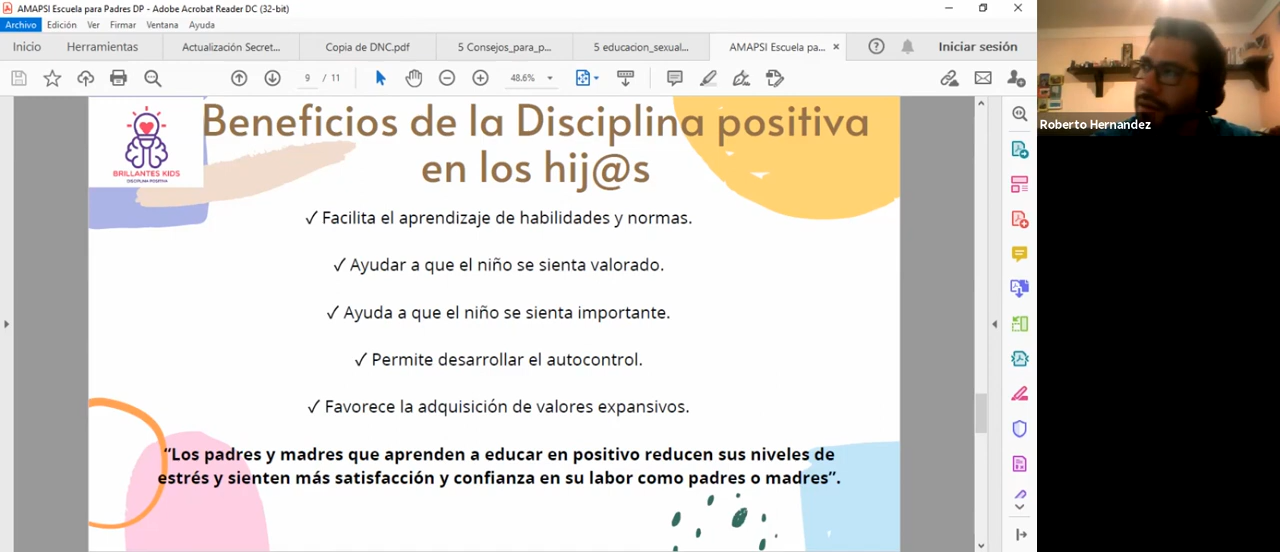 AMAPSI Escuela para Padres DP - Adobe Acrobat Reader DC (32-bit)
Archivo Edición Ver Firmar Ventana Ayuda
Inicio Herramientas Actualización Secret... Copia de DNC.pdf 5 Consejos_para_p... 5 educacion_sexual... AMAPSI Escuela pa... Iniciar sesión
9 / 11 48.6%
Roberto Hernandez
Beneficios de la Disciplina positiva
en los hij@s
BRILLANTES KIDS
DISCIPLINA POSITIVA
✓ Facilita el aprendizaje de habilidades y normas.
✓ Ayudar a que el niño se sienta valorado.
✓ Ayuda a que el niño se sienta importante.
✓ Permite desarrollar el autocontrol.
✓ Favorece la adquisición de valores expansivos.
“Los padres y madres que aprenden a educar en positivo reducen sus niveles de
estrés y sienten más satisfacción y confianza en su labor como padres o madres”.